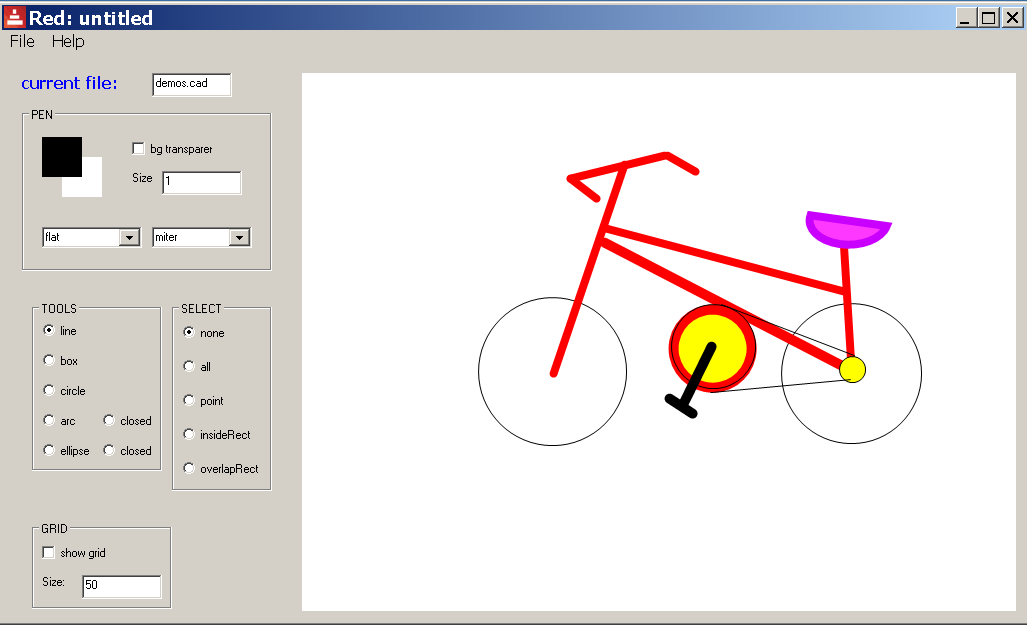 Red: untitled
File Help
current file: demos.cad
PEN
bg transparer
Size 1
flat miter
TOOLS
line
box
circle
arc closed
ellipse closed
SELECT
none
all
point
insideRect
overlapRect
GRID
show grid
Size: 50